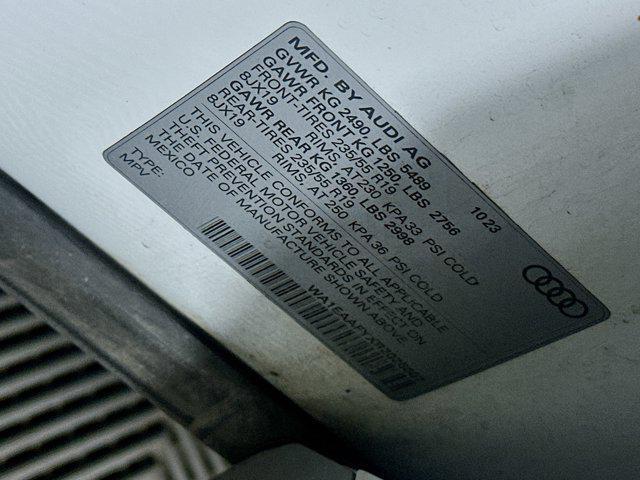 MFD. BY AUDI AG 10 23
GVWR KG 2490, LBS 5489
GAWR FRONT KG 1250, LBS 2756
FRONT-TIRES 235/55 R19
8JX19 RIMS, AT 230 KPA 33 PSI COLD
RGAWR REAR KG 1360, LBS 2998
REAR-TIRES 235/55 R19
8JX19 RIMS, AT 250 KPA 36 PSI COLD
THIS VEHICLE CONFORMS TO ALL APPLICABLE
U.S. FEDERAL MOTOR VEHICLE SAFETY AND
THEFT PREVENTION STANDARDS IN EFFECT ON
DATE OF MANUFACTURE SHOWN ABOVE
MEXICO
TYPE:
MPV